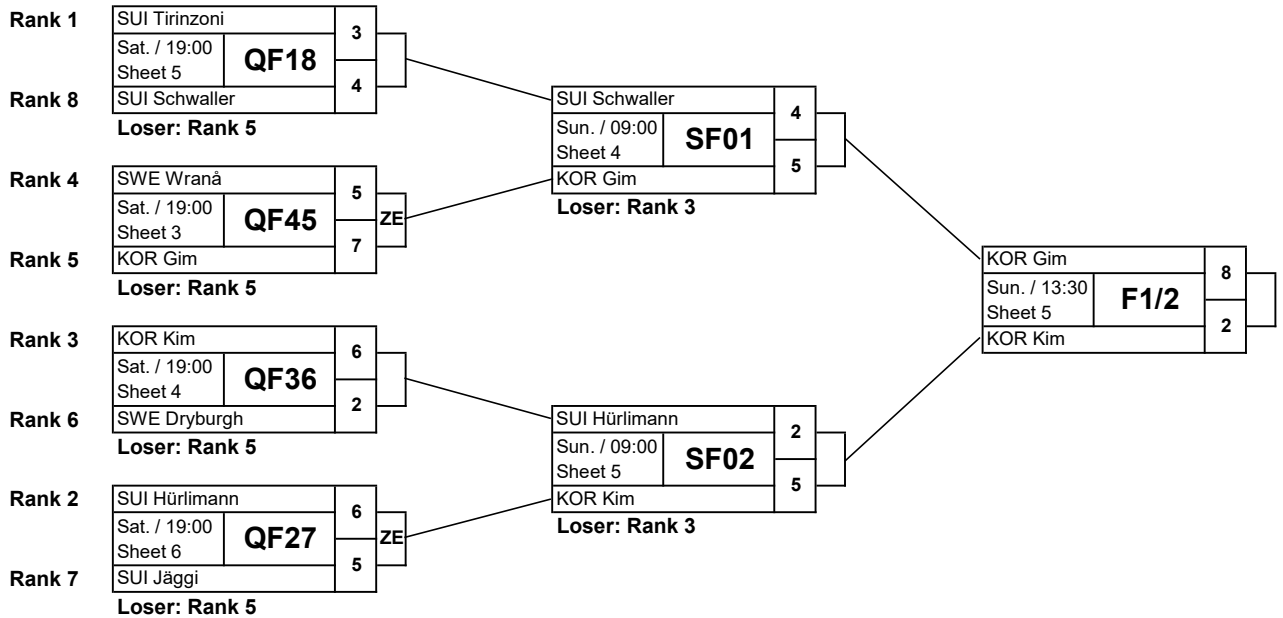 Rank 1
SUI Tirinzoni
3
Sat. / 19:00
Sheet 5
QF18
4
Rank 8
SUI Schwaller
Loser: Rank 5
Rank 4
SWE Wranå
5
Sat. / 19:00
Sheet 3
QF45
ZE
7
Rank 5
KOR Gim
Loser: Rank 5
Rank 3
KOR Kim
6
Sat. / 19:00
Sheet 4
QF36
2
Rank 6
SWE Dryburgh
Loser: Rank 5
Rank 2
SUI Hürlimann
6
Sat. / 19:00
Sheet 6
QF27
ZE
5
Rank 7
SUI Jäggi
Loser: Rank 5
SUI Schwaller
4
Sun. / 09:00
Sheet 4
SF01
5
KOR Gim
Loser: Rank 3
SUI Hürlimann
2
Sun. / 09:00
Sheet 5
SF02
5
KOR Kim
Loser: Rank 3
KOR Gim
8
Sun. / 13:30
Sheet 5
F1/2
2
KOR Kim